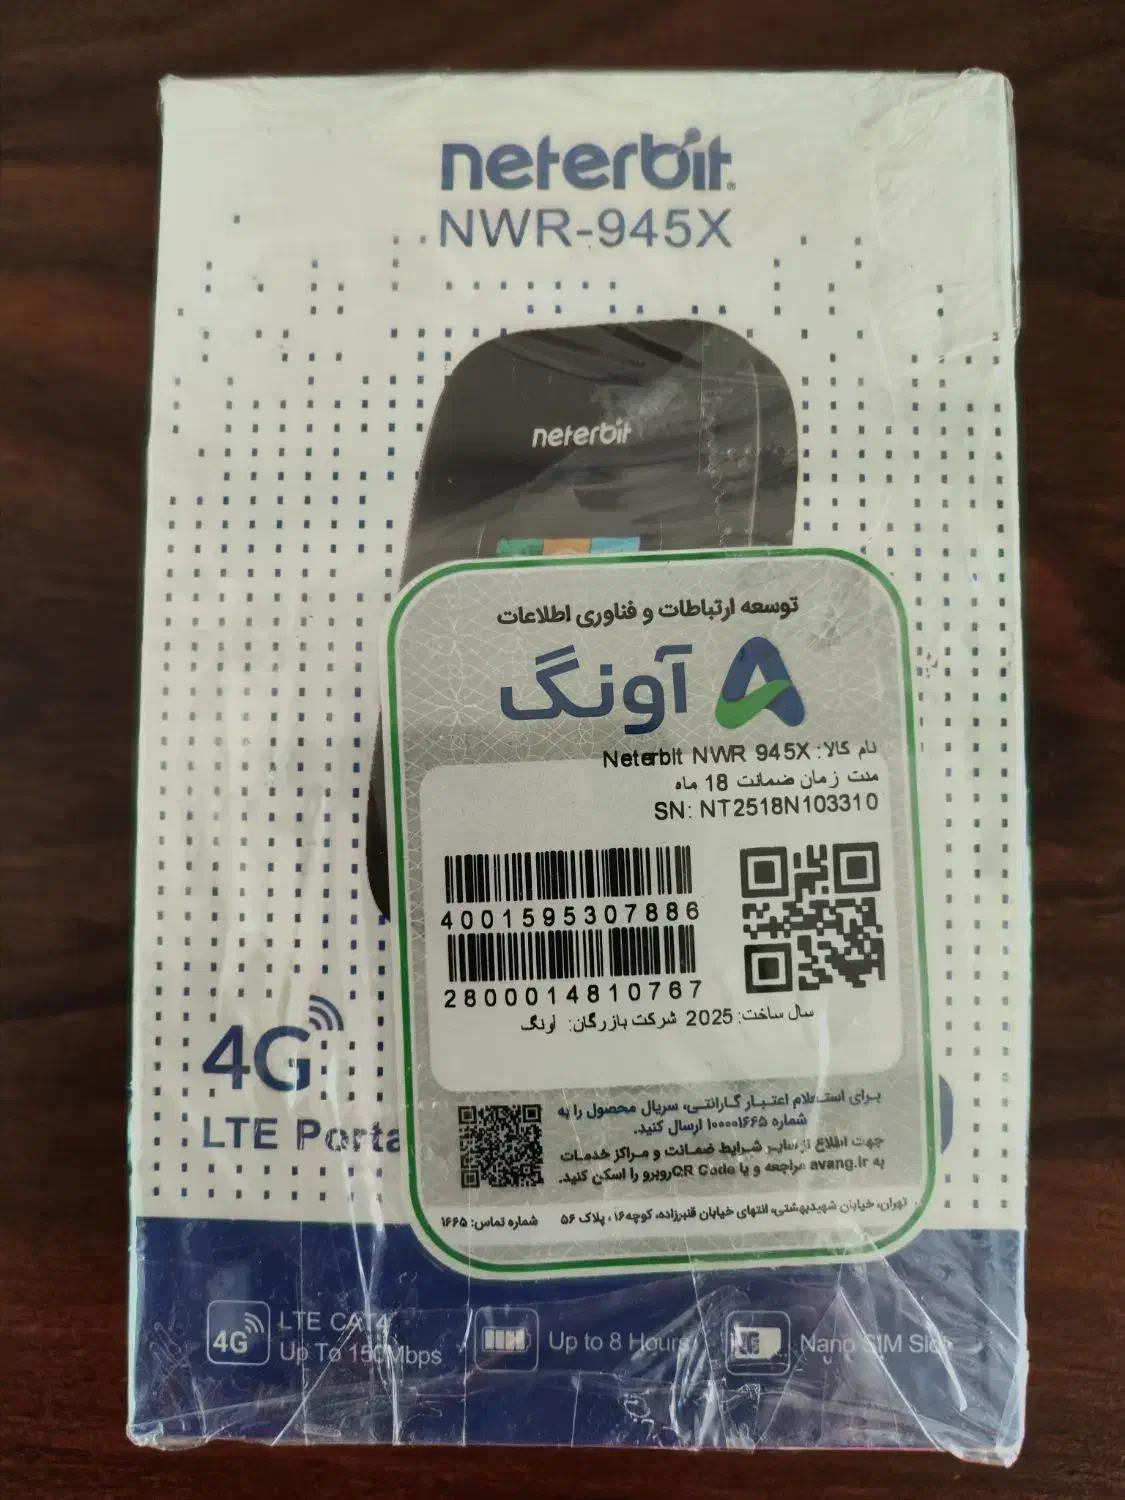 neterbit
NWR-945X
neterbit
توسعه ارتباطات و فناوری اطلاعات
آونگ
نام کالا: Neterbit NWR 945X
مدت زمان ضمانت 18 ماه
SN: NT2518N103310
4001595307886
2800014810767
سال ساخت: 2025 شرکت بازرگان: آونگ
برای استعلام اعتبار گارانتی، سریال محصول را به
شماره ۱۰۰۰۰۱۶۶۵ ارسال کنید.
جهت اطلاع از سایر شرایط ضمانت و مراکز خدمات
به avang.ir مراجعه و یا QR Code روبرو را اسکن کنید.
تهران، خیابان شهیدبهشتی، انتهای خیابان قنبرزاده، کوچه ۱۶، پلاک ۵۶ شماره تماس: ۱۶۶۵
4G
LTE Porta
4G LTE CAT4
Up To 150Mbps
Up to 8 Hours
Nano SIM Slot